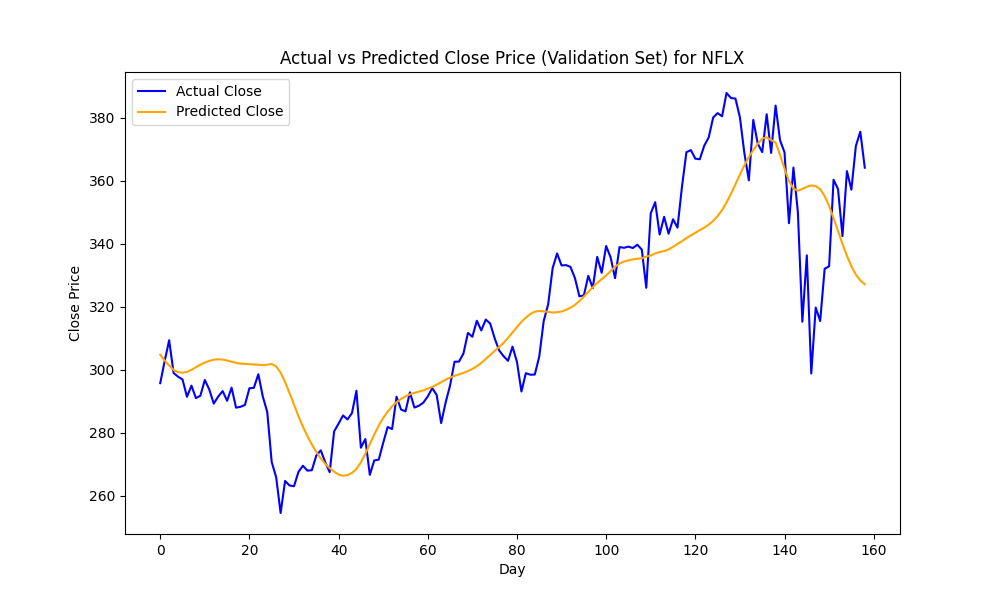 Actual vs Predicted Close Price (Validation Set) for NFLX
Actual Close
Predicted Close
Close Price
380
360
340
320
300
280
260
0 20 40 60 80 100 120 140 160
Day